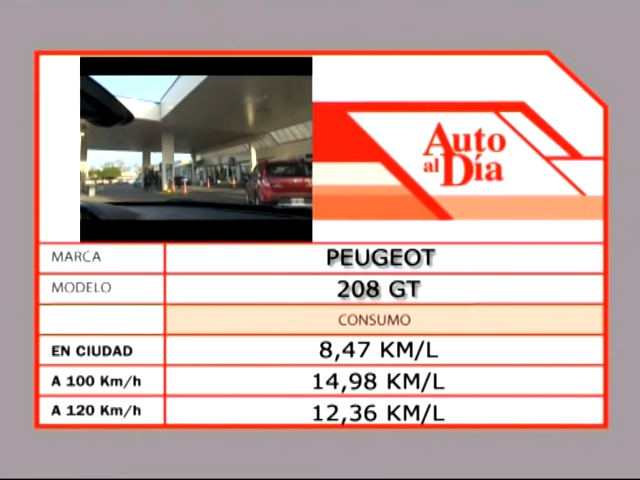 Auto
al Día
MARCA PEUGEOT
MODELO 208 GT
CONSUMO
EN CIUDAD 8,47 KM/L
A 100 Km/h 14,98 KM/L
A 120 Km/h 12,36 KM/L